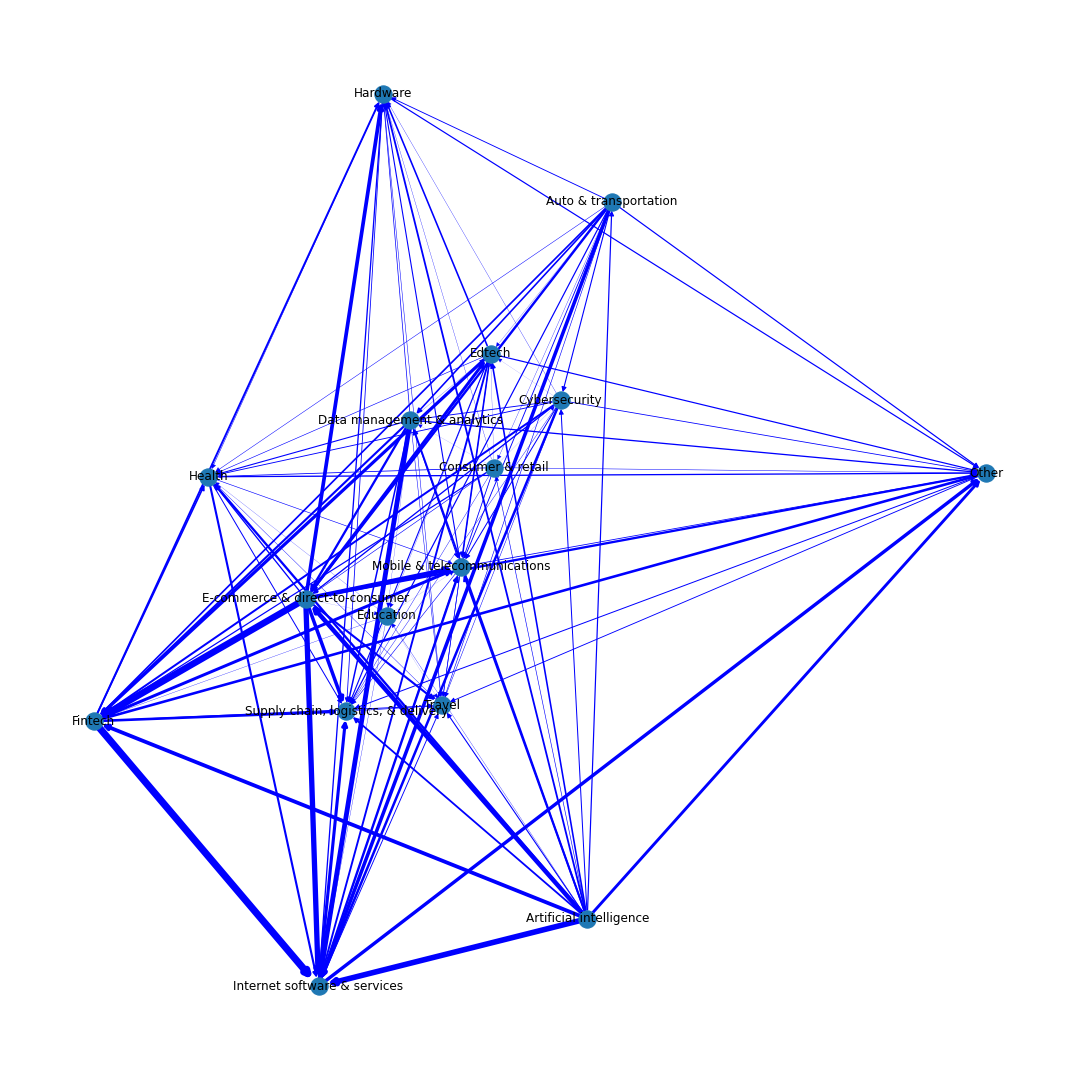 Hardware
Auto & transportation
Edtech
Cybersecurity
Data management & analytics
Consumer & retail
Health
Other
Mobile & telecommunications
E-commerce & direct-to-consumer
Education
Travel
Supply chain, logistics, & delivery
Fintech
Artificial intelligence
Internet software & services